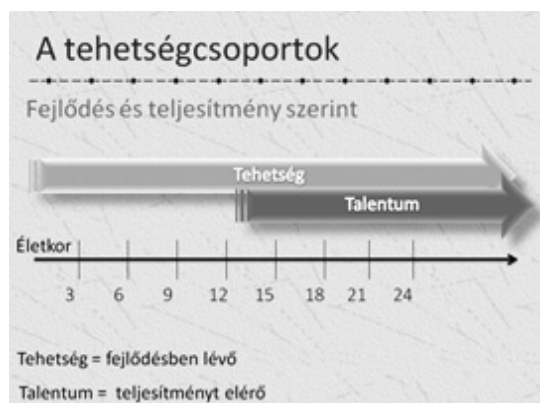 A tehetségcsoportok
Fejlődés és teljesítmény szerint
Tehetség
Talentum
Életkor
3 6 9 12 15 18 21 24
Tehetség = fejlődésben lévő
Talentum = teljesítményt elérő